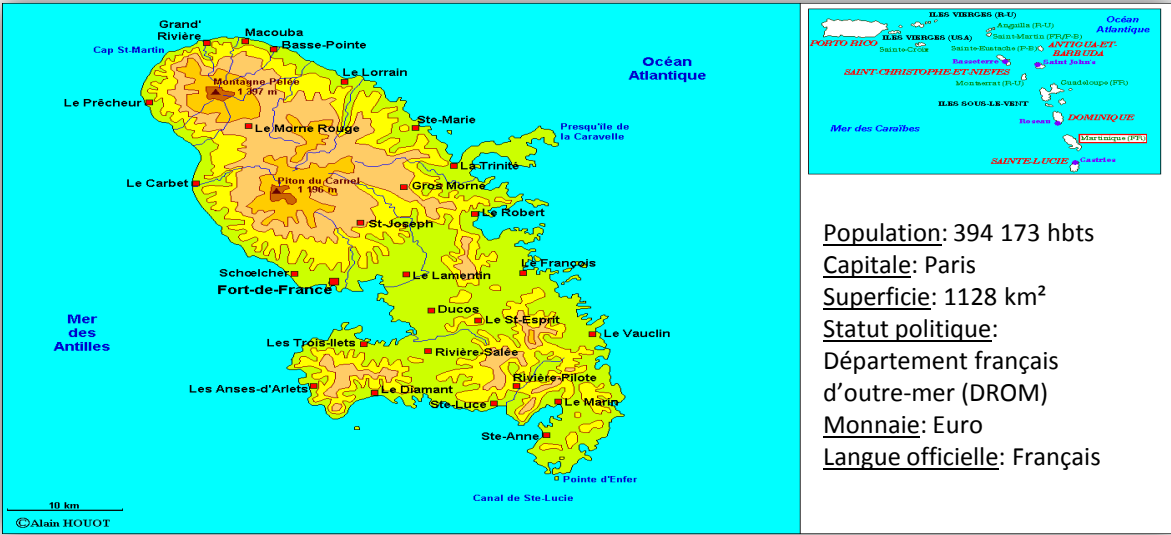 Grand'
Rivière
Macouba
Basse-Pointe
Cap St-Martin
Le Lorrain
Océan
Atlantique
Montagne Pelée
1 397 m
Le Prêcheur
Le Morne Rouge
Ste-Marie
Presqu'île de
la Caravelle
La Trinité
Le Carbet
Piton du Carnet
1 196 m
Gros Morne
Le Robert
St-Joseph
Schœlcher
Fort-de-France
Le Lamentin
Le François
Mer
des
Antilles
Ducos
Le St-Esprit
Le Vauclin
Les Trois-Ilets
Rivière-Salée
Les Anses-d'Arlets
Le Diamant
Rivière-Pilote
Ste-Luce
Le Marin
Ste-Anne
Pointe d'Enfer
Canal de Ste-Lucie
10 km
©Alain HOUOT
ILES VIERGES (R-U)
Anguilla (R-U)
Océan
Atlantique
PORTO RICO
ILES VIERGES (USA)
Saint-Martin (FR/P-B)
Sainte-Croix
Sainte-Eustache (P-B)
ANTIGUA-ET-
BARBUDA
Basseterre
Saint John's
SAINT-CHRISTOPHE-ET-NIEVES
Montserrat (R-U)
Guadeloupe (FR)
ILES SOUS-LE-VENT
DOMINIQUE
Roseau
Mer des Caraïbes
Martinique (FR)
SAINTE-LUCIE
Castries
Population: 394 173 hbts
Capitale: Paris
Superficie: 1128 km²
Statut politique:
Département français
d'outre-mer (DROM)
Monnaie: Euro
Langue officielle: Français